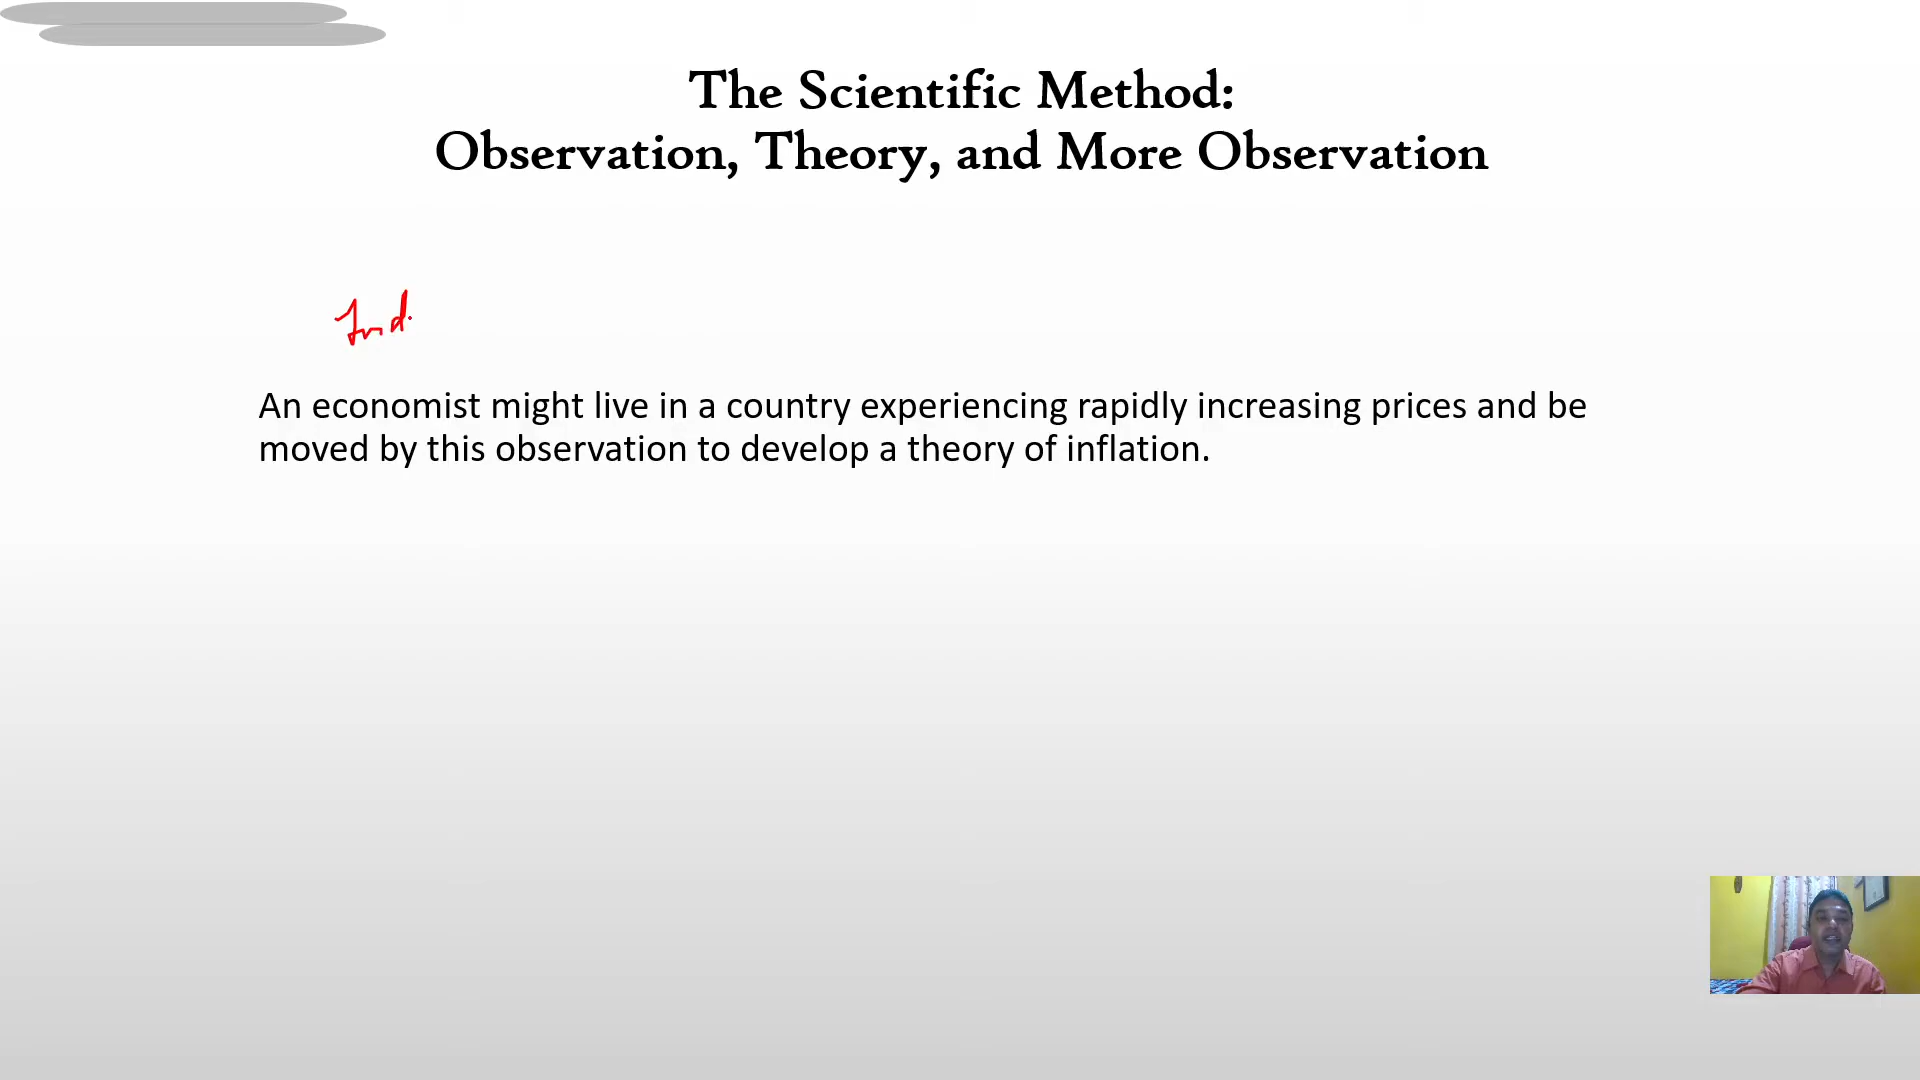 The Scientific Method:
Observation, Theory, and More Observation
Ind
An economist might live in a country experiencing rapidly increasing prices and be
moved by this observation to develop a theory of inflation.